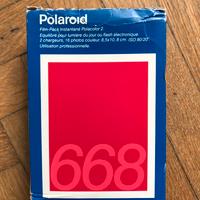 Polaroid
Film-Pack Instantané Polacolor 2
Equilibré pour lumière du jour ou flash électronique
2 chargeurs, 16 photos couleur. 8,5x10, 8 cm. ISO 80/20°
Utilisation professionnelle.
668